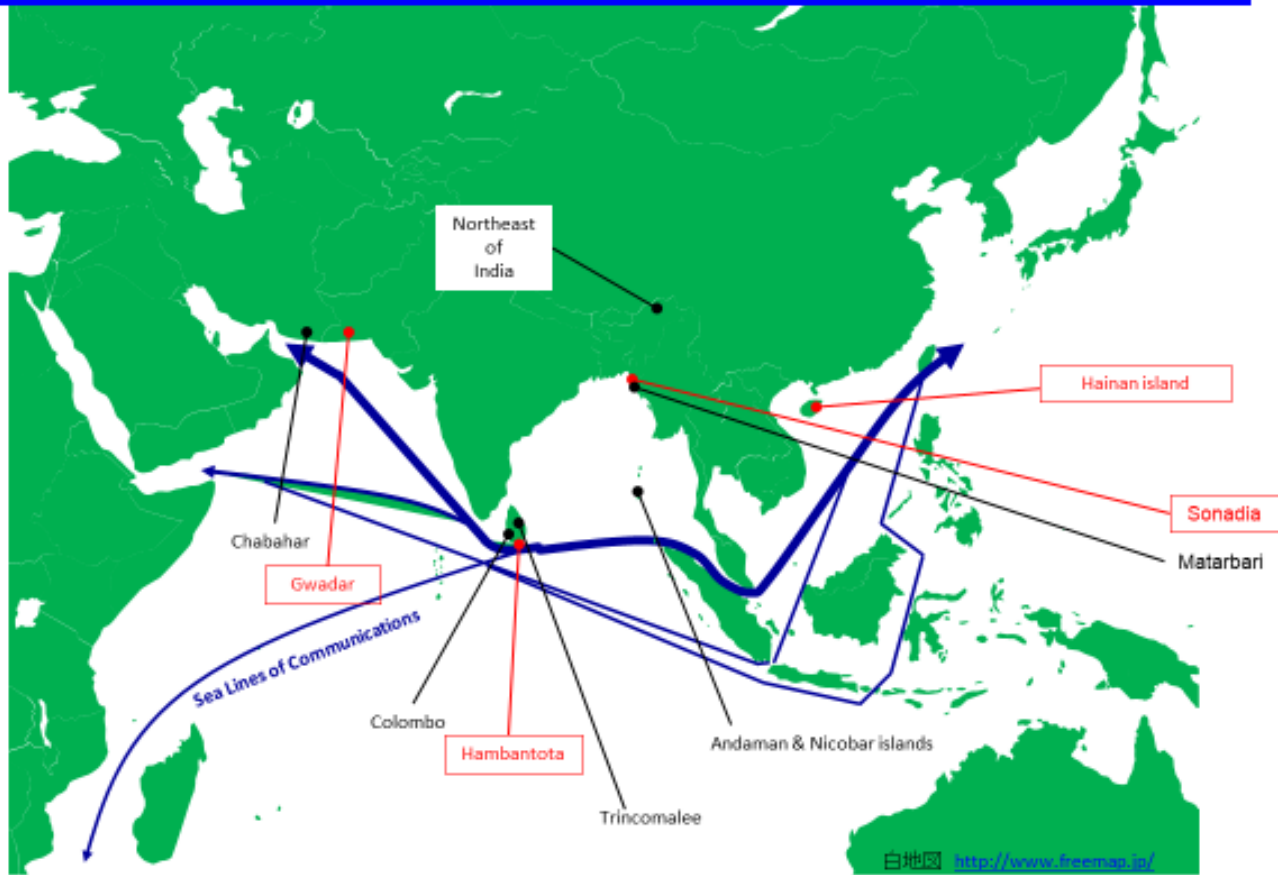 Northeast
of
India
Hainan island
Sonadia
Matarbari
Chabahar
Gwadar
Sea Lines of Communications
Colombo
Hambantota
Andaman & Nicobar islands
Trincomalee
白地図 http://www.freemap.jp/